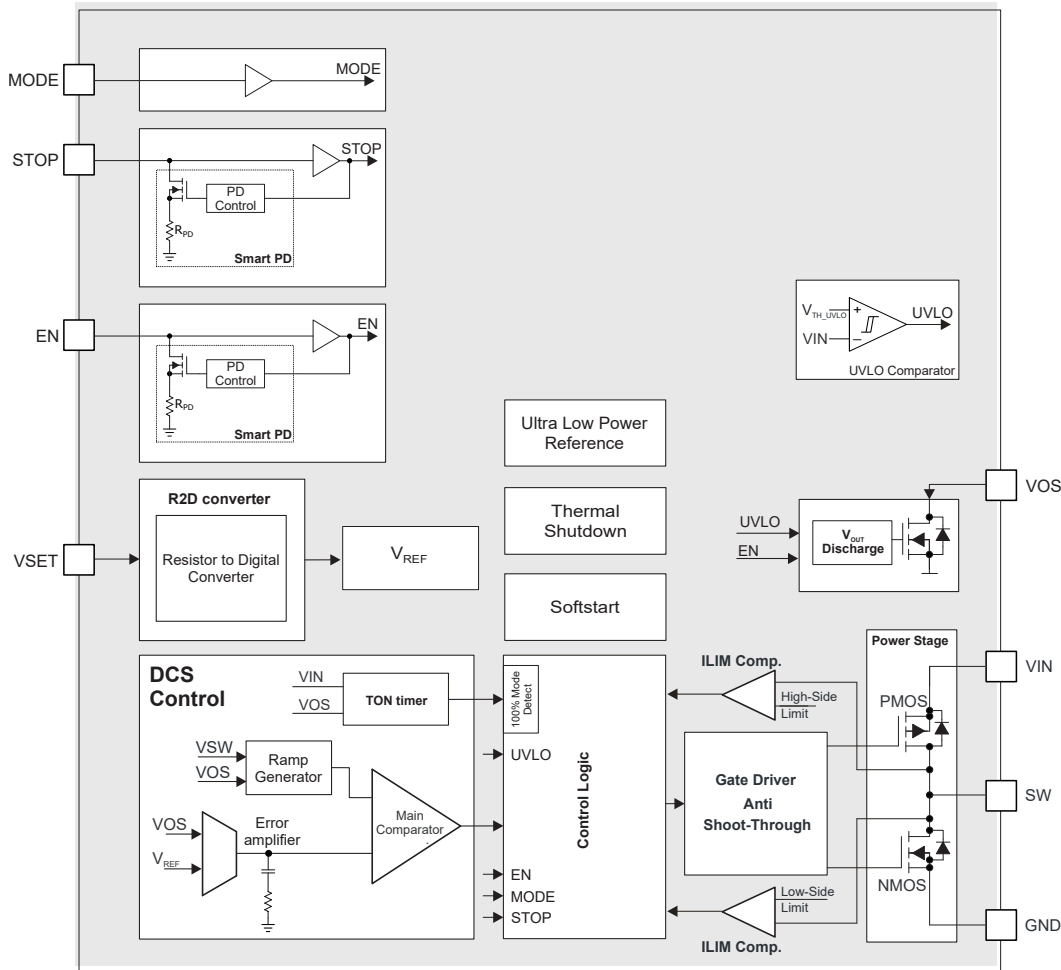 MODE
MODE
STOP
STOP
PD
Control
RPD
Smart PD
EN
EN
PD
Control
RPD
Smart PD
VTH_UVLO
+
UVLO
VIN
−
UVLO Comparator
Ultra Low Power
Reference
R2D converter
VSET
Resistor to Digital
Converter
VREF
Thermal
Shutdown
Softstart
VOS
UVLO
EN
VOUT
Discharge
DCS
Control
VIN
VOS
TON timer
VSW
VOS
Ramp
Generator
VOS
VREF
Error
amplifier
Main
Comparator
100% Mode
Detect
UVLO
Control Logic
EN
MODE
STOP
ILIM Comp.
High-Side
Limit
Gate Driver
Anti
Shoot-Through
Low-Side
Limit
ILIM Comp.
Power Stage
PMOS
NMOS
VIN
SW
GND